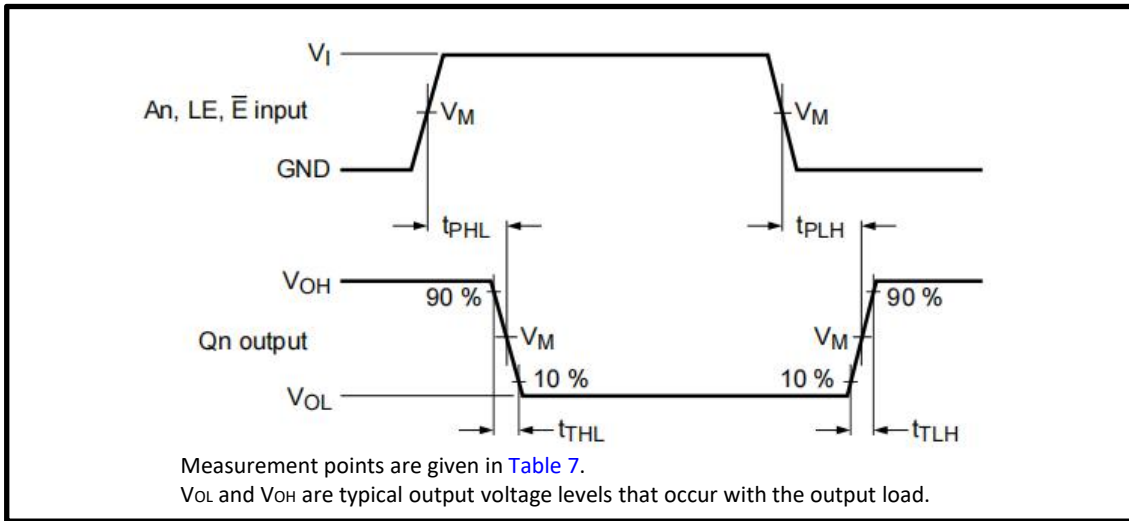 VI
An, LE, E̅ input
VM
VM
GND
tPHL
tPLH
VOH
90 %
90 %
Qn output
VM
VM
10 %
10 %
VOL
tTHL
tTLH
Measurement points are given in Table 7.
VOL and VOH are typical output voltage levels that occur with the output load.